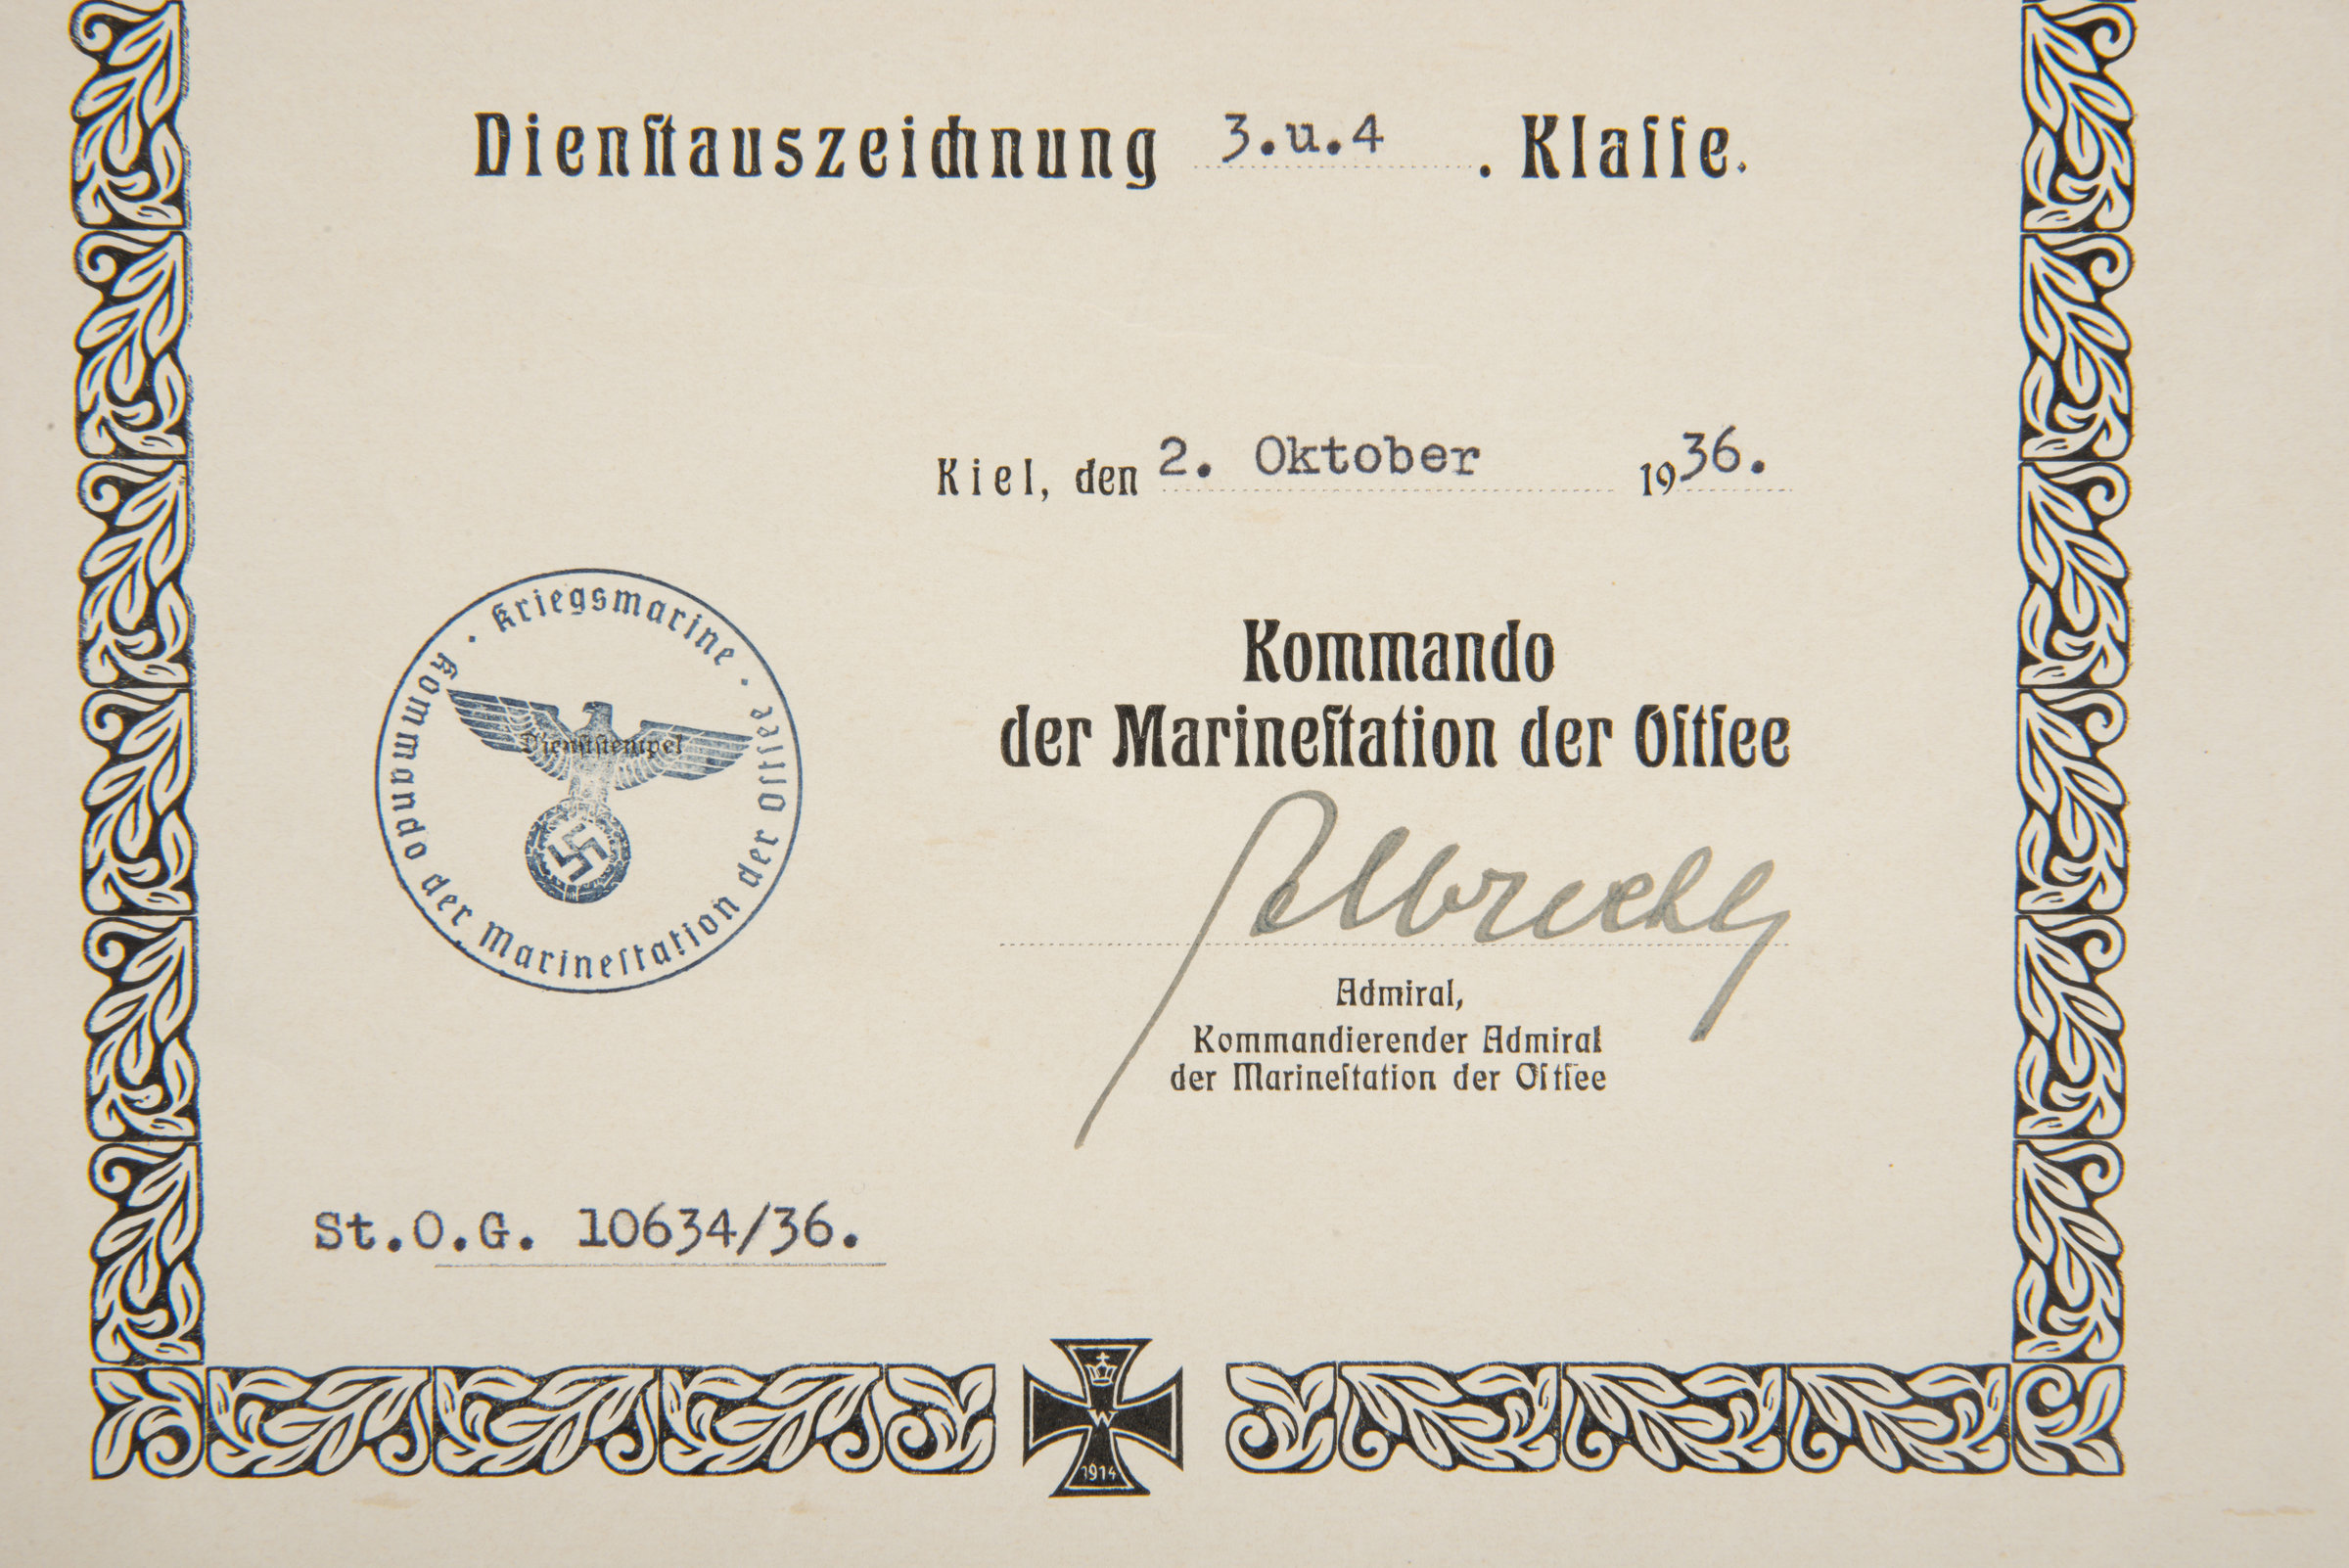 Dienſtauszeichnung 3.u.4 . Klaſſe.
Kiel, den 2. Oktober 1936.
Kriegsmarine · Kommando der Marineſtation der Oſtſee ·
Dienſtſtempel
Kommando
der Marineſtation der Oſtſee
Albrecht
Admiral,
Kommandierender Admiral
der Marineſtation der Oſtſee
St.O.G. 10634/36.
W
1914